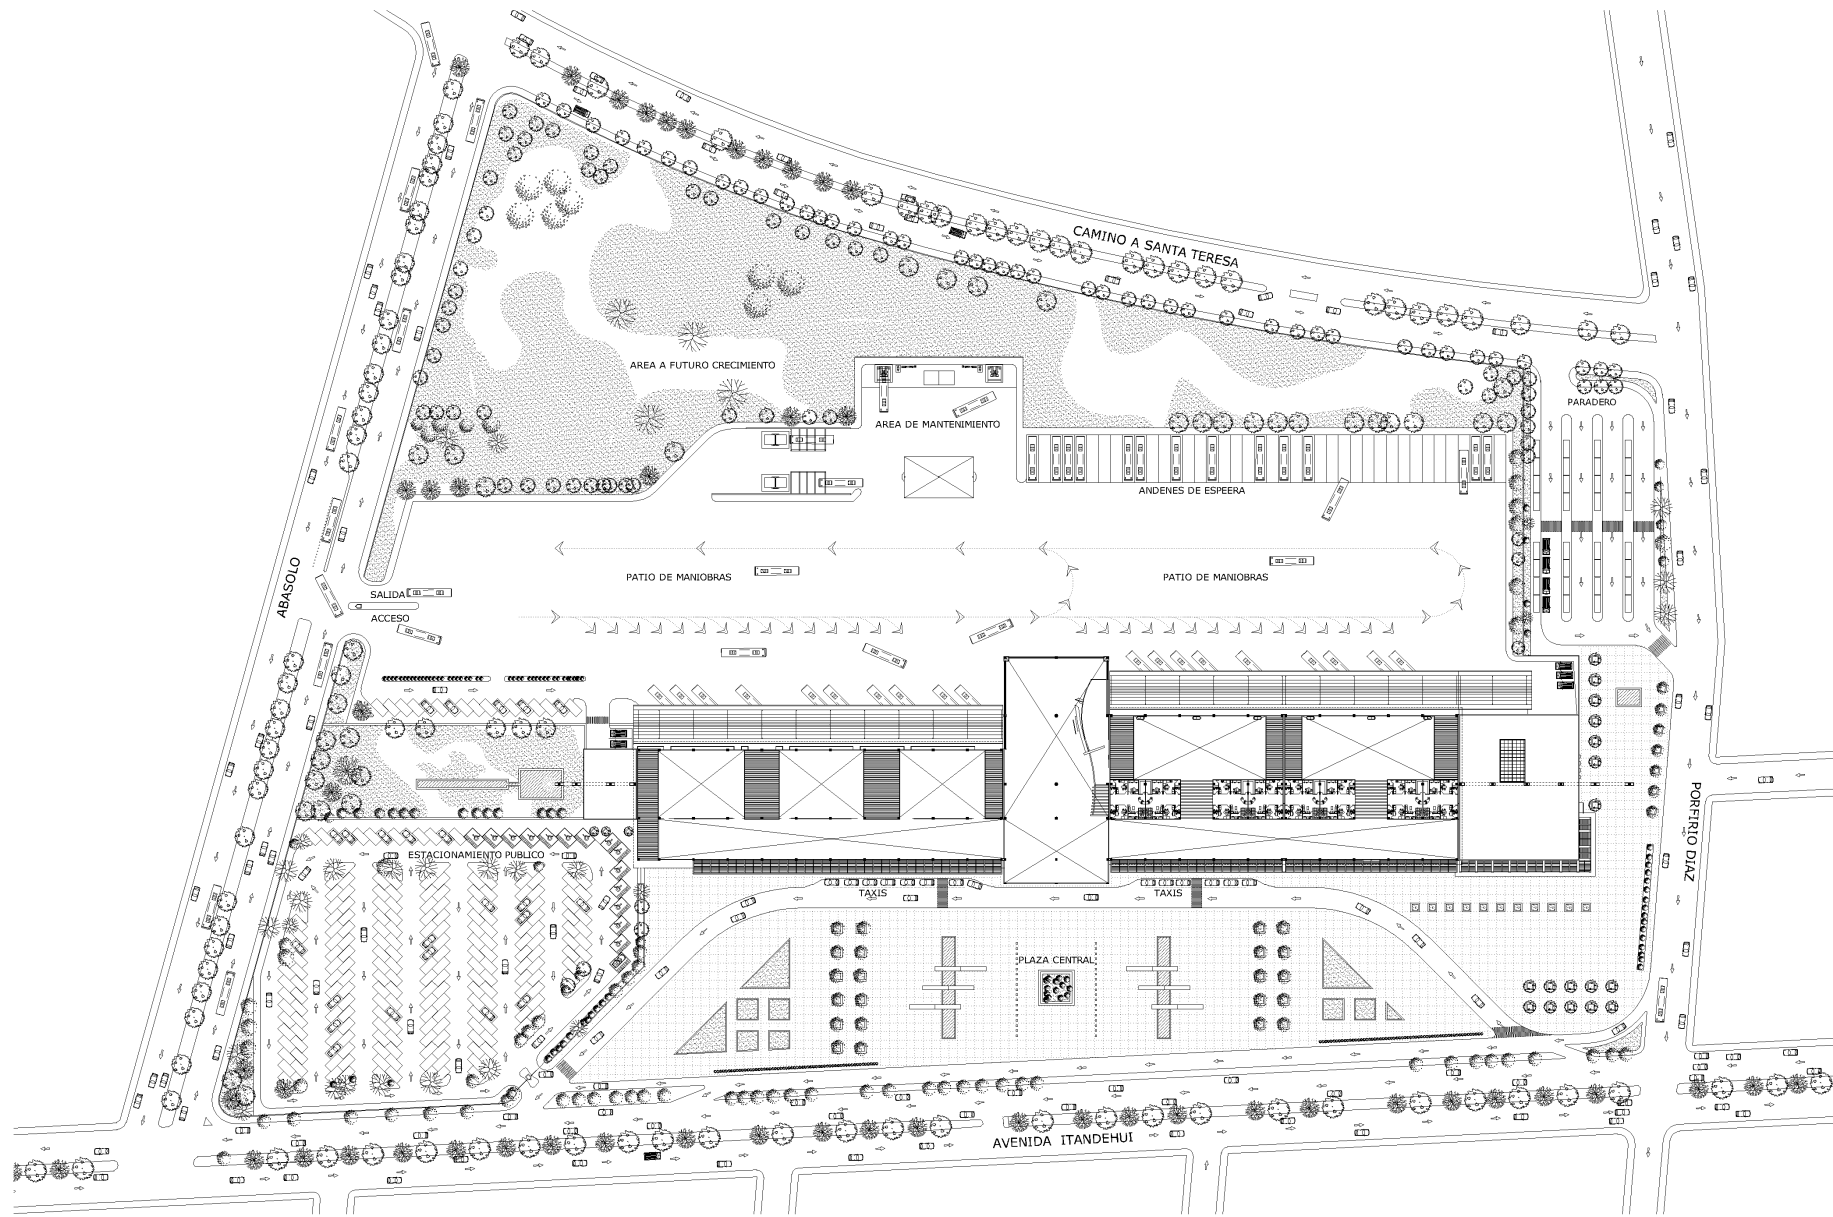 CAMINO A SANTA TERESA
AREA A FUTURO CRECIMIENTO
PARADERO
AREA DE MANTENIMIENTO
ANDENES DE ESPEERA
ABASOLO
PATIO DE MANIOBRAS
PATIO DE MANIOBRAS
SALIDA
ACCESO
PORFIRIO DIAZ
ESTACIONAMIENTO PUBLICO
TAXIS
TAXIS
PLAZA CENTRAL
AVENIDA ITANDEHUI